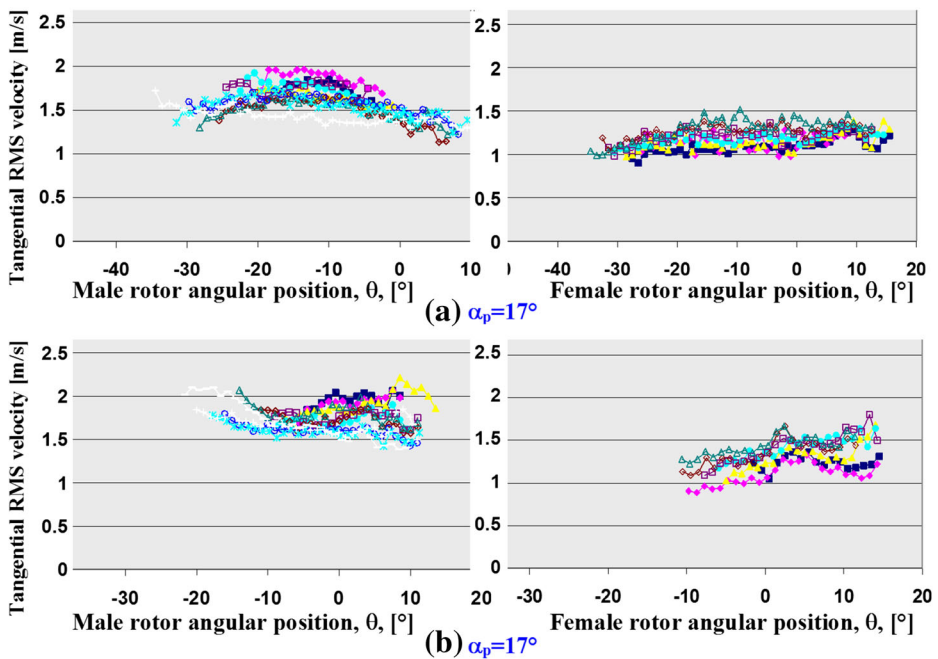 Tangential RMS velocity [m/s]
2.5
2
1.5
1
0.5
0
-40 -30 -20 -10 0 10
Male rotor angular position, θ, [°]
2.5
2
1.5
1
0.5
0
0 -30 -20 -10 0 10 20
Female rotor angular position, θ, [°]
(a) αp=17°
Tangential RMS velocity [m/s]
2.5
2
1.5
1
0.5
0
-30 -20 -10 0 10 20
Male rotor angular position, θ, [°]
2.5
2
1.5
1
0.5
0
-30 -20 -10 0 10 20
Female rotor angular position, θ, [°]
(b) αp=17°